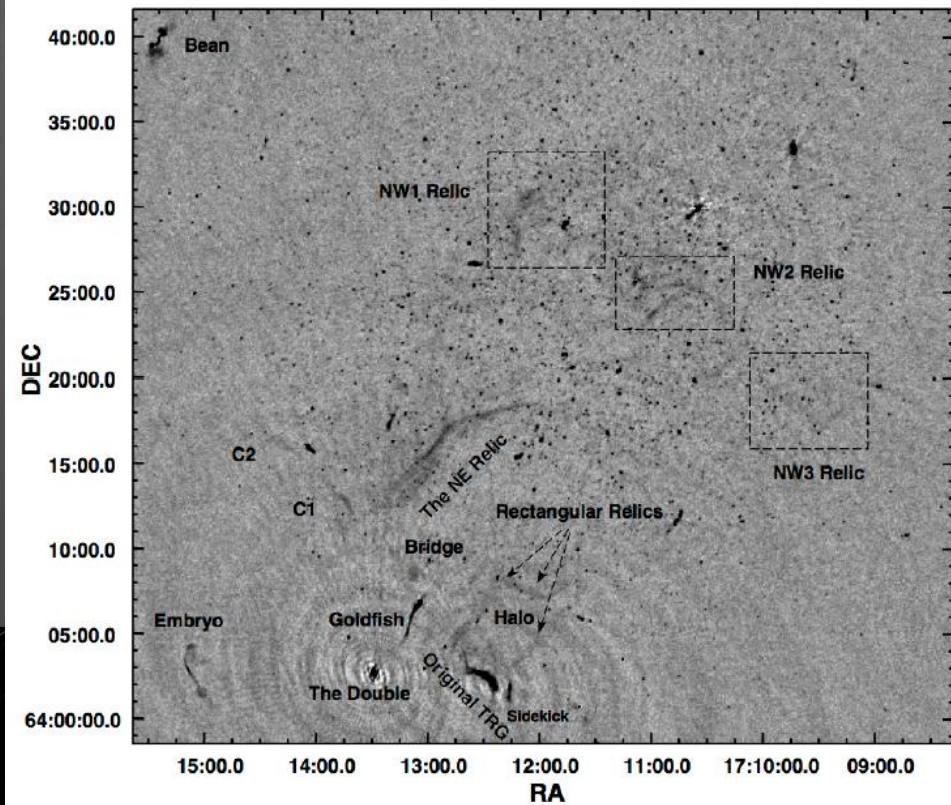 40:00.0
Bean
35:00.0
NW1 Relic
30:00.0
NW2 Relic
25:00.0
DEC
20:00.0
NW3 Relic
C2
15:00.0
The NE Relic
C1
Rectangular Relics
10:00.0
Bridge
Embryo
Goldfish
Halo
05:00.0
The Double
Original TRG
Sidekick
64:00:00.0
15:00.0 14:00.0 13:00.0 12:00.0 11:00.0 17:10:00.0 09:00.0
RA